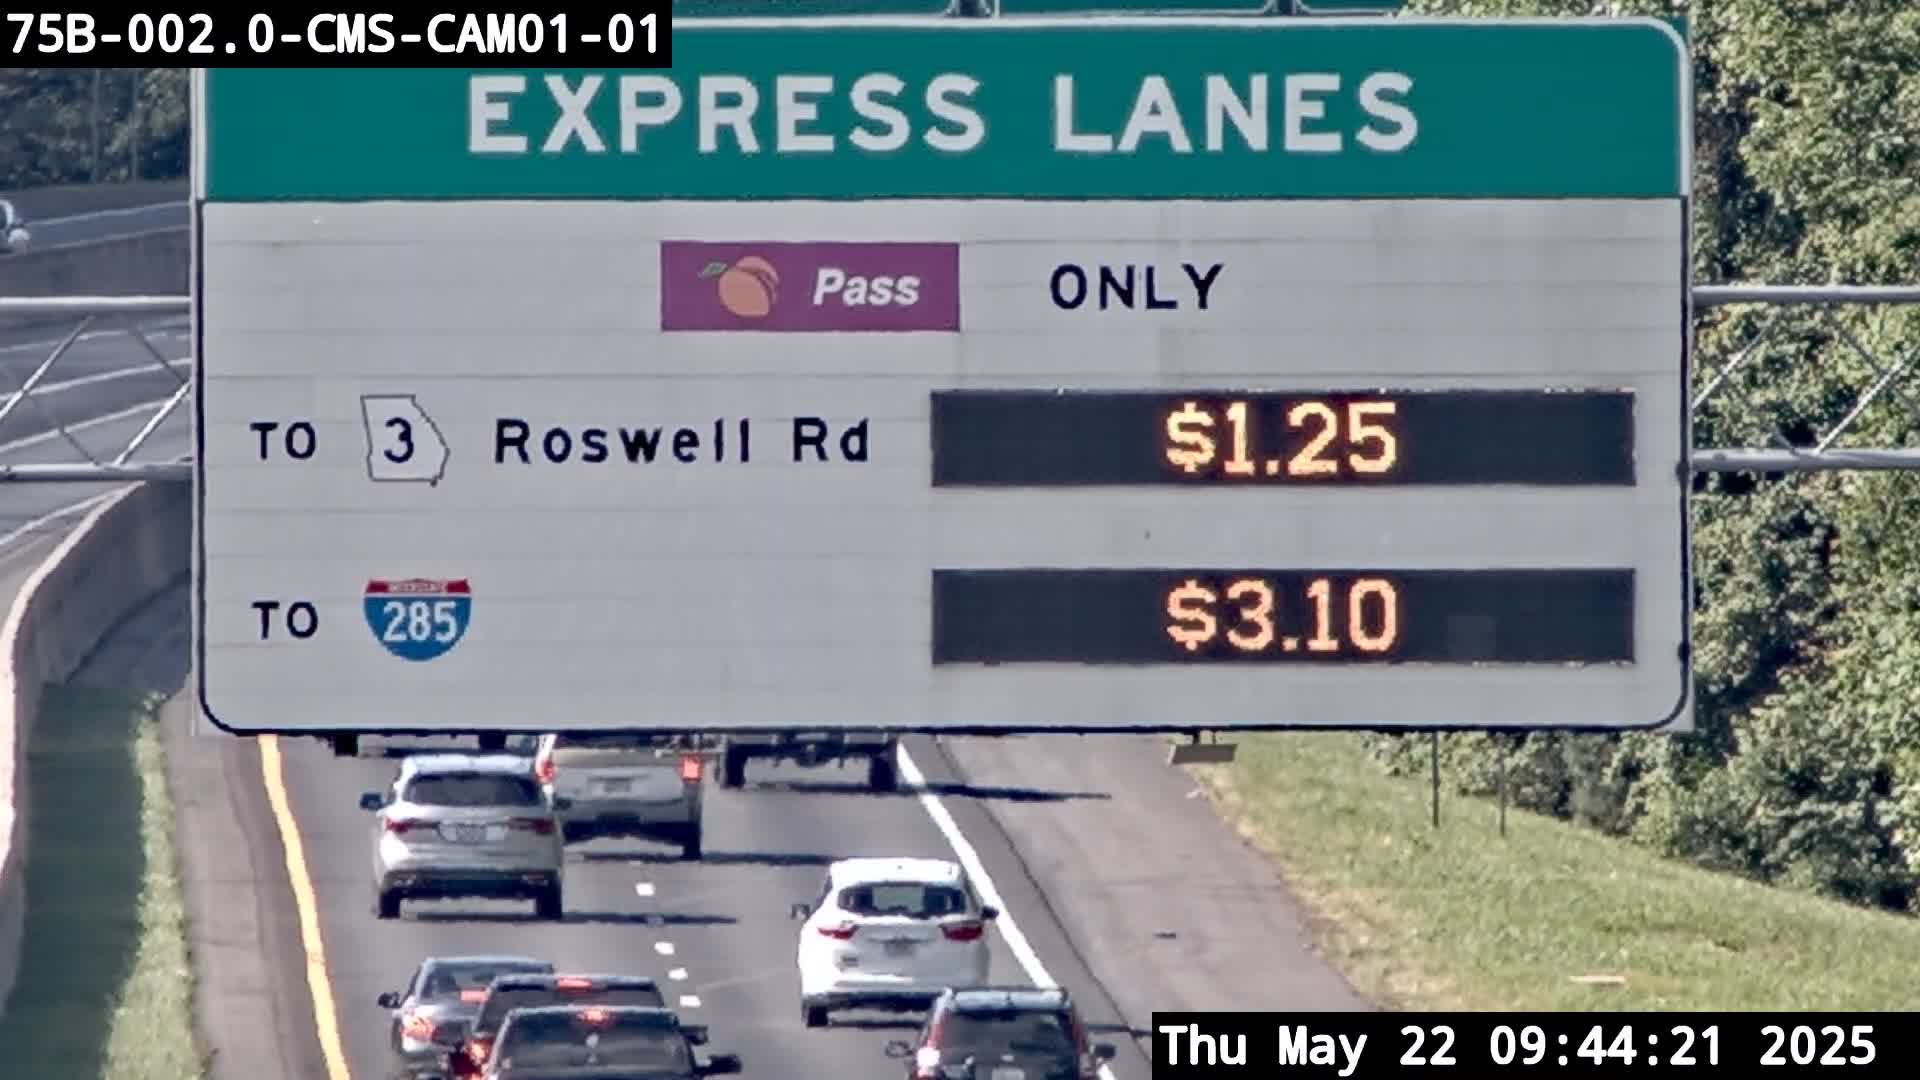 75B-002.0-CMS-CAM01-01
EXPRESS LANES
Pass ONLY
TO 3 Roswell Rd $1.25
TO INTERSTATE 285 $3.10
Thu May 22 09:44:21 2025